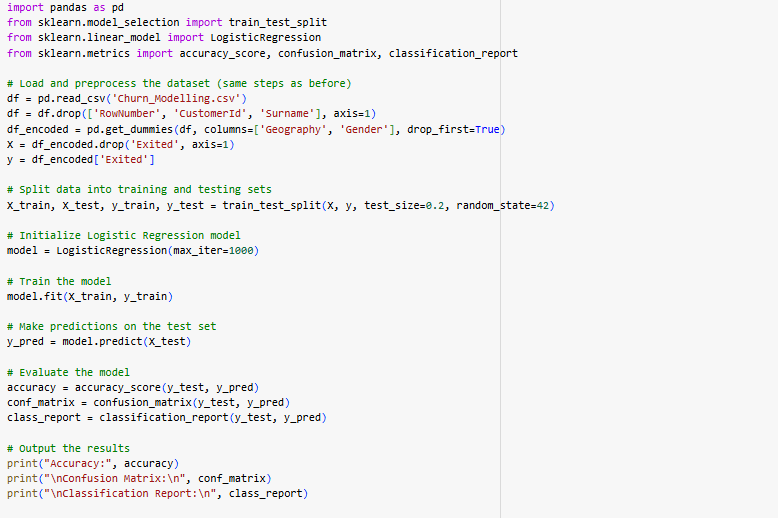 import pandas as pd
from sklearn.model_selection import train_test_split
from sklearn.linear_model import LogisticRegression
from sklearn.metrics import accuracy_score, confusion_matrix, classification_report
# Load and preprocess the dataset (same steps as before)
df = pd.read_csv('Churn_Modelling.csv')
df = df.drop(['RowNumber', 'CustomerId', 'Surname'], axis=1)
df_encoded = pd.get_dummies(df, columns=['Geography', 'Gender'], drop_first=True)
X = df_encoded.drop('Exited', axis=1)
y = df_encoded['Exited']
# Split data into training and testing sets
X_train, X_test, y_train, y_test = train_test_split(X, y, test_size=0.2, random_state=42)
# Initialize Logistic Regression model
model = LogisticRegression(max_iter=1000)
# Train the model
model.fit(X_train, y_train)
# Make predictions on the test set
y_pred = model.predict(X_test)
# Evaluate the model
accuracy = accuracy_score(y_test, y_pred)
conf_matrix = confusion_matrix(y_test, y_pred)
class_report = classification_report(y_test, y_pred)
# Output the results
print("Accuracy:", accuracy)
print("\nConfusion Matrix:\n", conf_matrix)
print("\nClassification Report:\n", class_report)